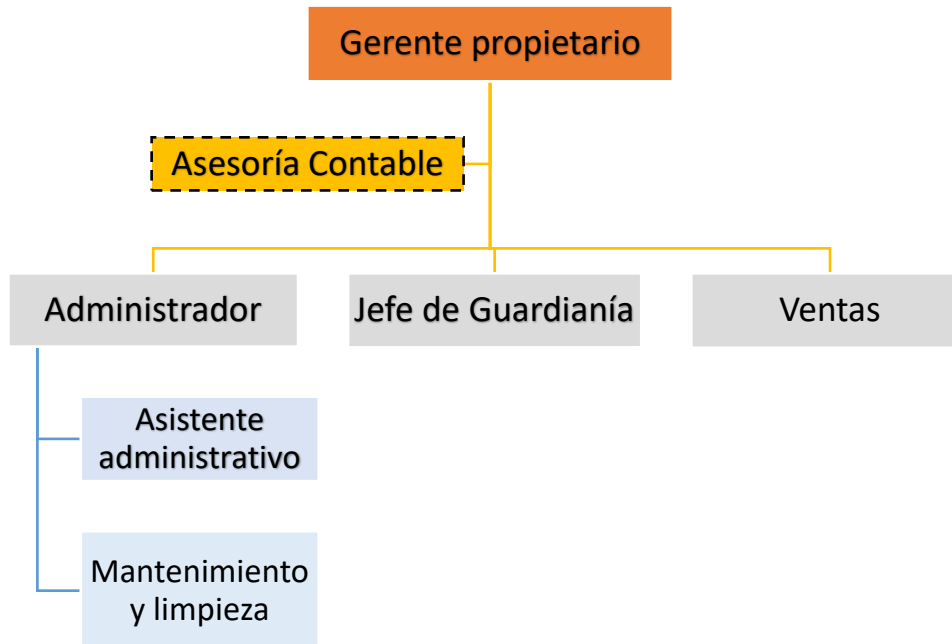 Gerente propietario
Asesoría Contable
Administrador
Jefe de Guardianía
Ventas
Asistente
administrativo
Mantenimiento
y limpieza